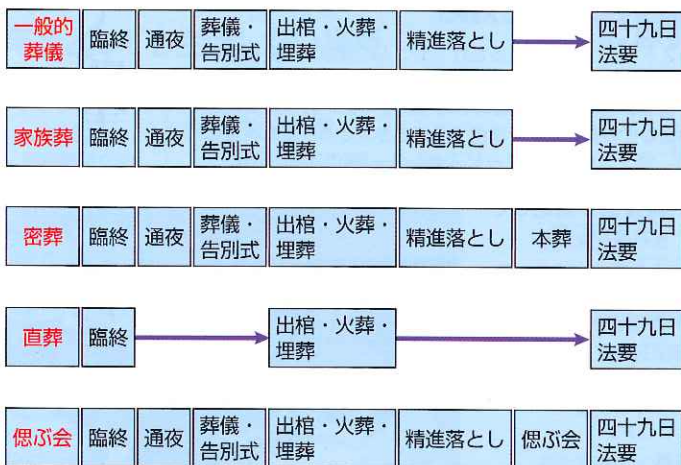 一般的
葬儀
臨終
通夜
葬儀・
告別式
出棺・火葬・
埋葬
精進落とし
四十九日
法要
家族葬
臨終
通夜
葬儀・
告別式
出棺・火葬・
埋葬
精進落とし
四十九日
法要
密葬
臨終
通夜
葬儀・
告別式
出棺・火葬・
埋葬
精進落とし
本葬
四十九日
法要
直葬
臨終
出棺・火葬・
埋葬
四十九日
法要
偲ぶ会
臨終
通夜
葬儀・
告別式
出棺・火葬・
埋葬
精進落とし
偲ぶ会
四十九日
法要